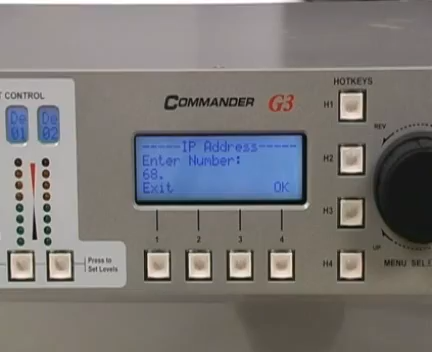 T CONTROL
De
01
De
02
COMMANDER G3
HOTKEYS
H1
H2
H3
H4
REV
UP
-----IP Address-----
Enter Number:
68.
Exit OK
1 2 3 4
Press to
Set Levels
MENU SEL